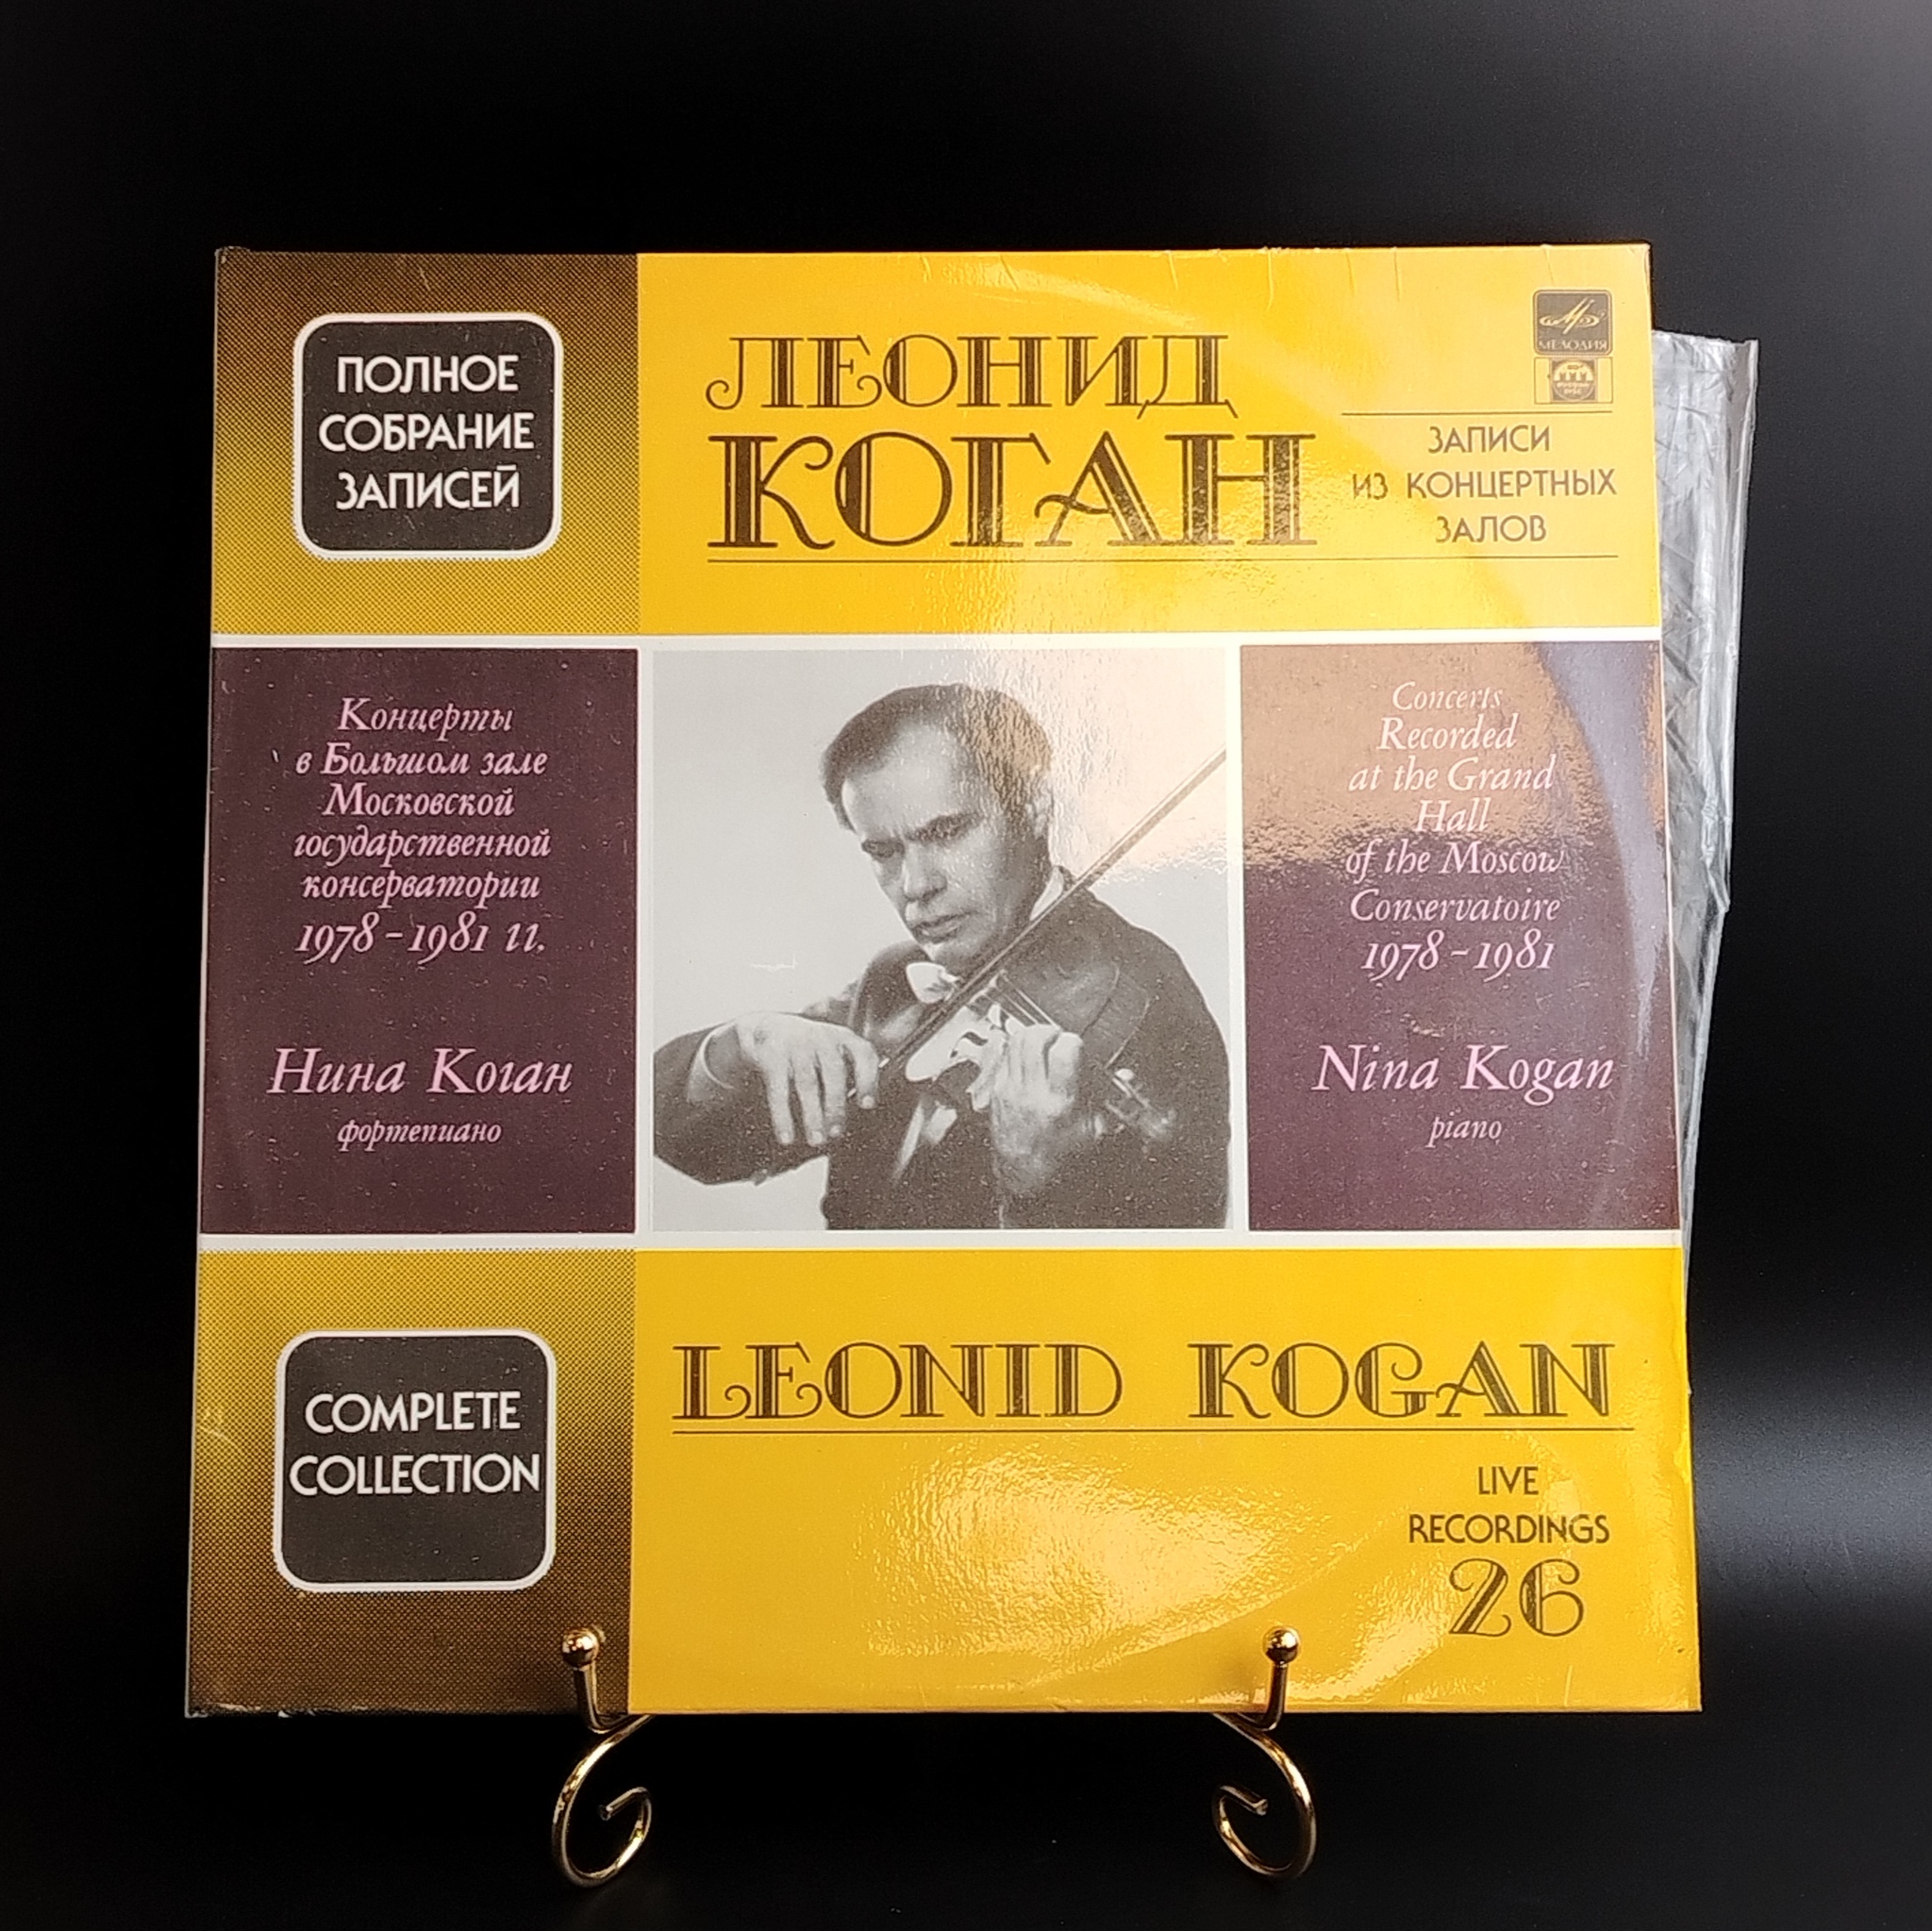 ПОЛНОЕ
СОБРАНИЕ
ЗАПИСЕЙ
ЛЕОНИД
КОГАН
МЕЛОДИЯ
ЗАПИСИ
ИЗ КОНЦЕРТНЫХ
ЗАЛОВ
Концерты
в Большом зале
Московской
государственной
консерватории
1978-1981 гг.
Нина Коган
фортепиано
Concerts
Recorded
at the Grand
Hall
of the Moscow
Conservatoire
1978-1981
Nina Kogan
piano
COMPLETE
COLLECTION
LEONID KOGAN
LIVE
RECORDINGS
26